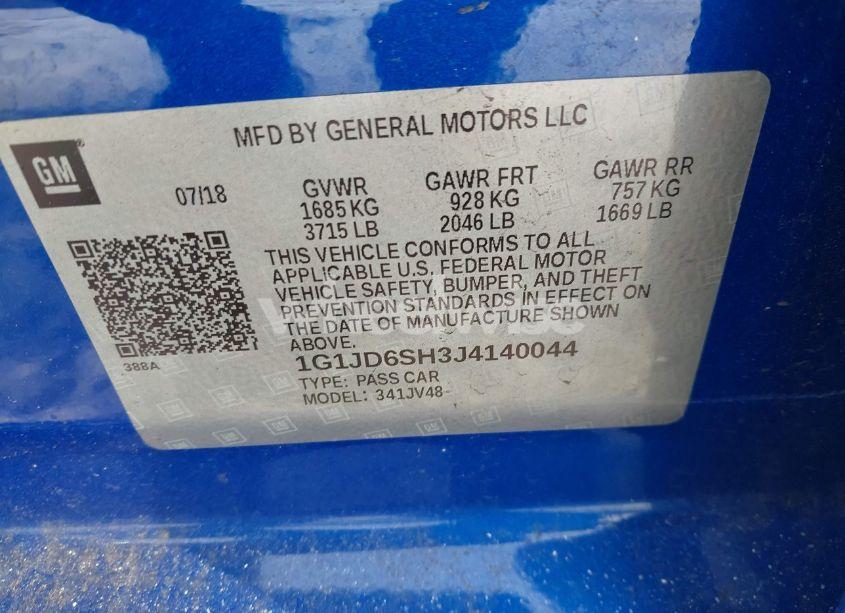 MFD BY GENERAL MOTORS LLC
GM
07/18
GVWR
1685 KG
3715 LB
GAWR FRT
928 KG
2046 LB
GAWR RR
757 KG
1669 LB
THIS VEHICLE CONFORMS TO ALL
APPLICABLE U.S. FEDERAL MOTOR
VEHICLE SAFETY, BUMPER, AND THEFT
PREVENTION STANDARDS IN EFFECT ON
THE DATE OF MANUFACTURE SHOWN
ABOVE.
388A
1G1JD6SH3J4140044
TYPE: PASS CAR
MODEL: 341JV48-